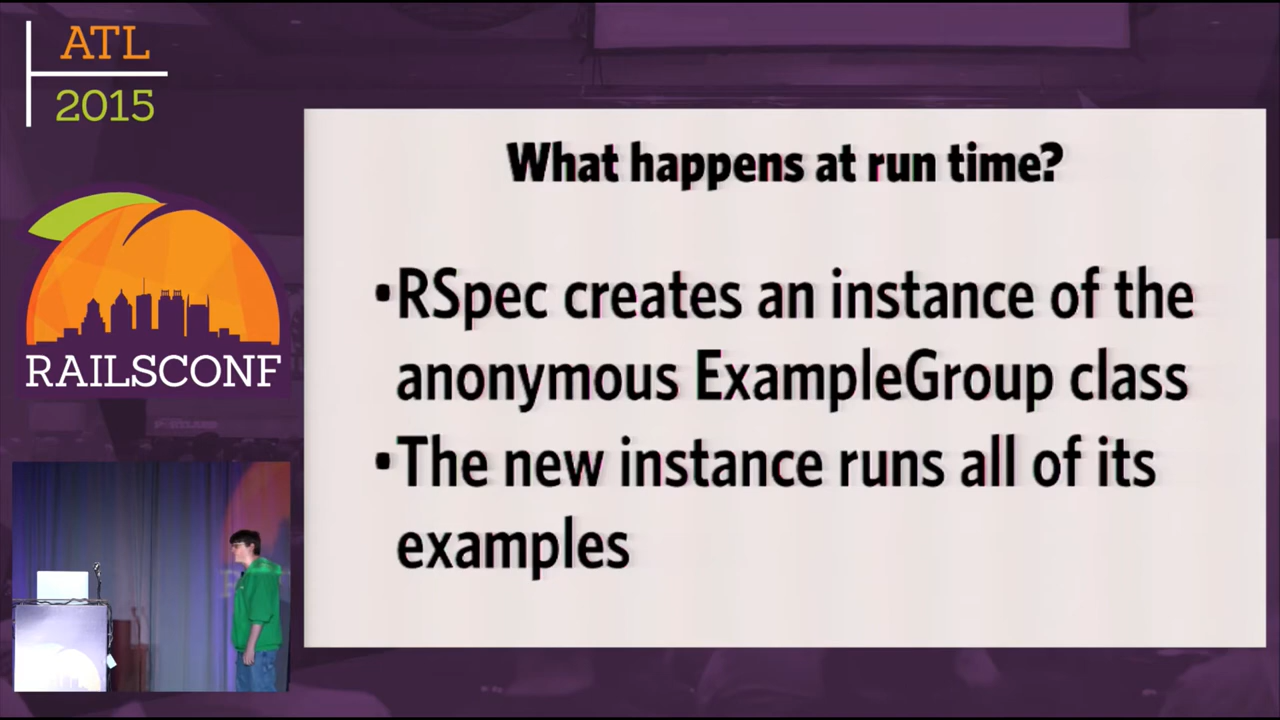 ATL
2015
RAILSCONF
What happens at run time?
•RSpec creates an instance of the
anonymous ExampleGroup class
•The new instance runs all of its
examples